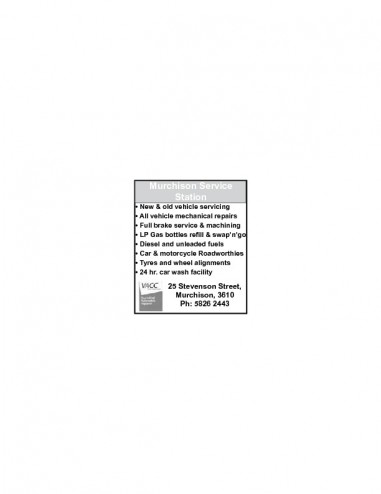 Murchison Service
Station
• New & old vehicle servicing
• All vehicle mechanical repairs
• Full brake service & machining
• LP Gas bottles refill & swap'n'go
• Diesel and unleaded fuels
• Car & motorcycle Roadworthies
• Tyres and wheel alignments
• 24 hr. car wash facility
VACC
25 Stevenson Street,
Murchison, 3610
Ph: 5826 2443